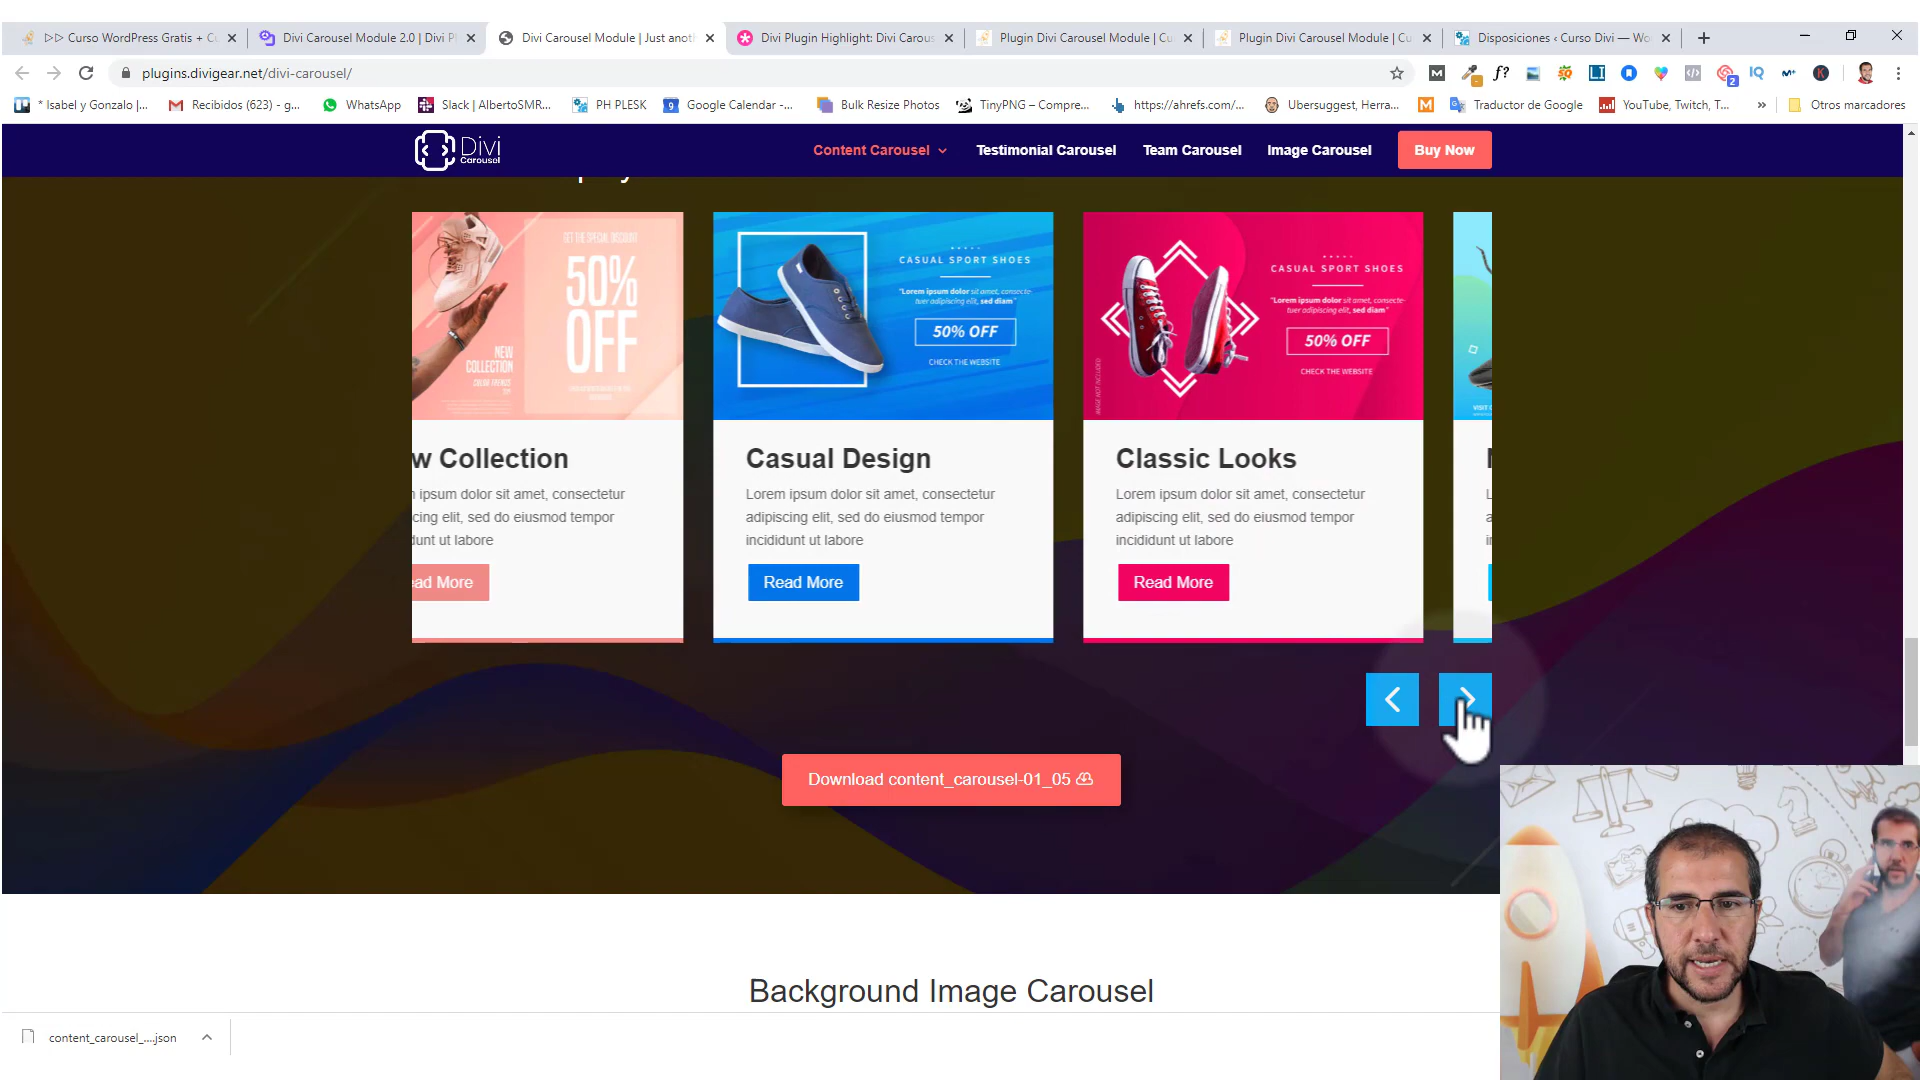 ▷▷ Curso WordPress Gratis + Cu
Divi Carousel Module 2.0 | Divi Pl
Divi Carousel Module | Just anot
Divi Plugin Highlight: Divi Carous
Plugin Divi Carousel Module | Cu
Plugin Divi Carousel Module | Cu
Disposiciones ‹ Curso Divi — Wo
plugins.divigear.net/divi-carousel/
* Isabel y Gonzalo |...
Recibidos (623) - g...
WhatsApp
Slack | AlbertoSMR...
PH PLESK
Google Calendar -...
Bulk Resize Photos
TinyPNG – Compre...
https://ahrefs.com/...
Ubersuggest, Herra...
Traductor de Google
YouTube, Twitch, T...
»
Otros marcadores
Divi Carousel
Content Carousel
Testimonial Carousel
Team Carousel
Image Carousel
Buy Now
GET THE SPECIAL DISCOUNT
50%
OFF
NEW
COLLECTION
CASUAL SPORT SHOES
"Lorem ipsum dolor sit amet, consecte-
tuer adipiscing elit, sed diam"
50% OFF
CHECK THE WEBSITE
CASUAL SPORT SHOES
"Lorem ipsum dolor sit amet, consecte-
tuer adipiscing elit, sed diam"
50% OFF
CHECK THE WEBSITE
w Collection
ipsum dolor sit amet, consectetur
cing elit, sed do eiusmod tempor
dunt ut labore
ad More
Casual Design
Lorem ipsum dolor sit amet, consectetur
adipiscing elit, sed do eiusmod tempor
incididunt ut labore
Read More
Classic Looks
Lorem ipsum dolor sit amet, consectetur
adipiscing elit, sed do eiusmod tempor
incididunt ut labore
Read More
Download content_carousel-01_05
Background Image Carousel
content_carousel_....json